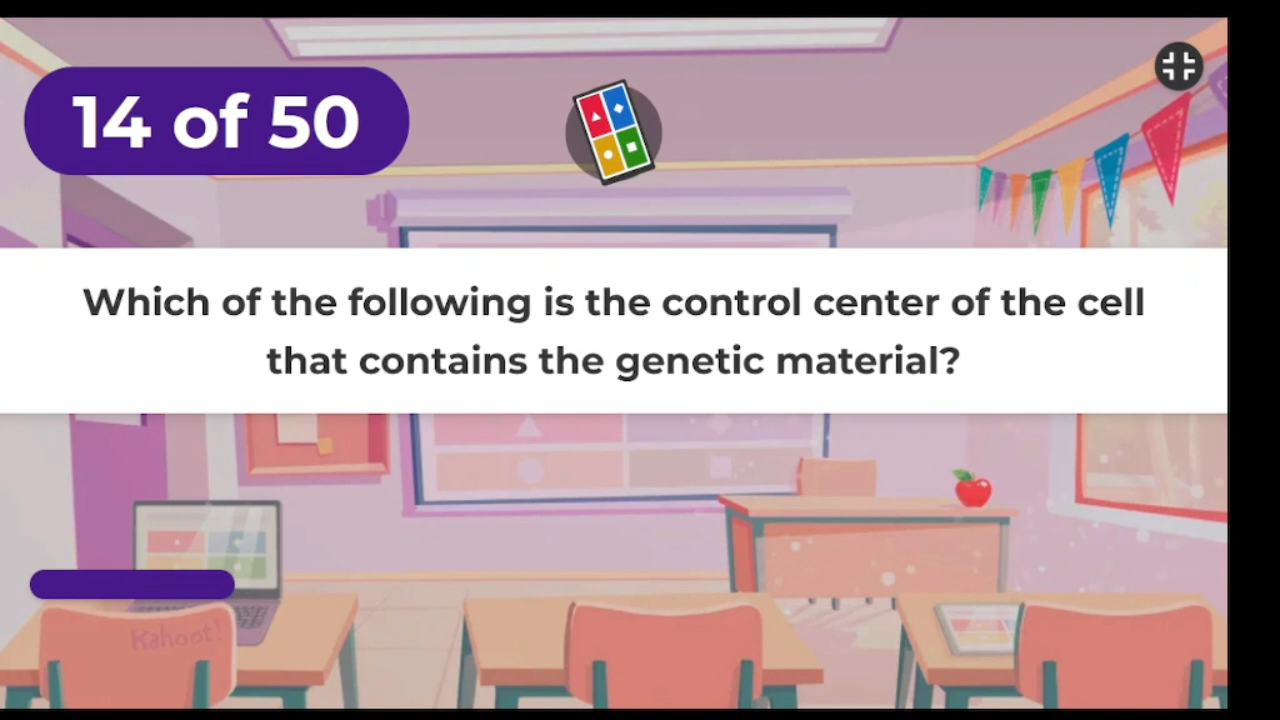 14 of 50
Which of the following is the control center of the cell
that contains the genetic material?
Kahoot!